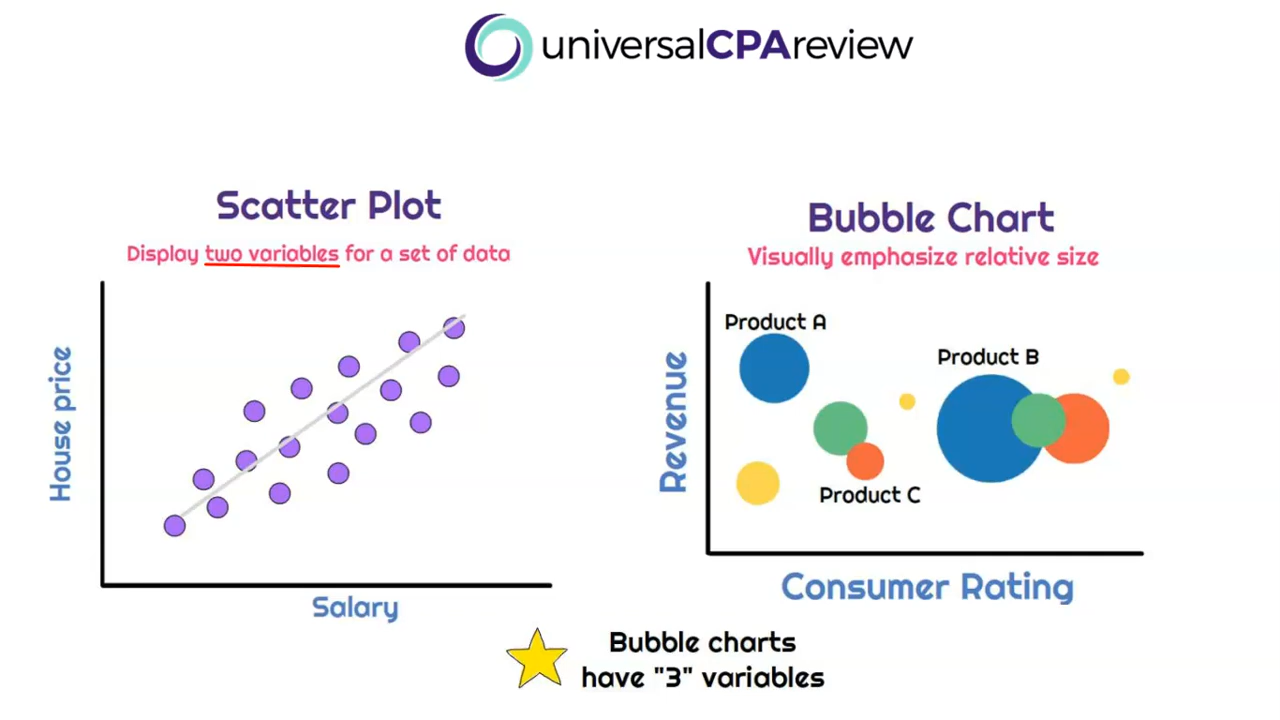 universalCPAreview
Scatter Plot
Display two variables for a set of data
House price
Salary
Bubble Chart
Visually emphasize relative size
Product A
Product B
Product C
Revenue
Consumer Rating
Bubble charts
have "3" variables